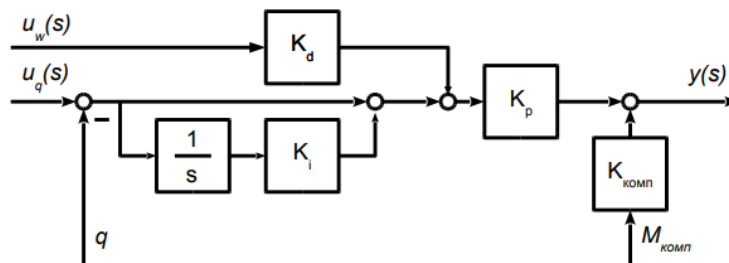 u_w(s)
K_d
u_q(s)
y(s)
K_p
–
1
s
K_i
K_комп
q
M_комп